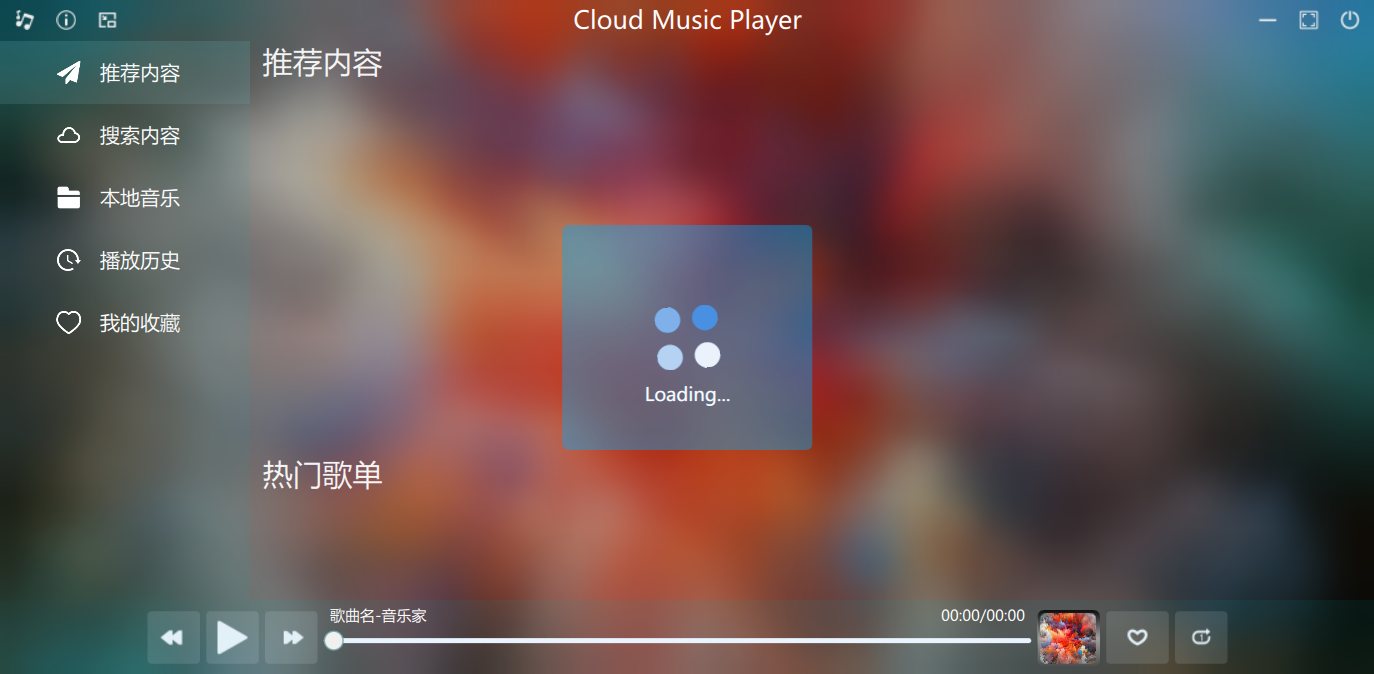 Cloud Music Player
推荐内容
搜索内容
本地音乐
播放历史
我的收藏
推荐内容
Loading...
热门歌单
歌曲名-音乐家
00:00/00:00